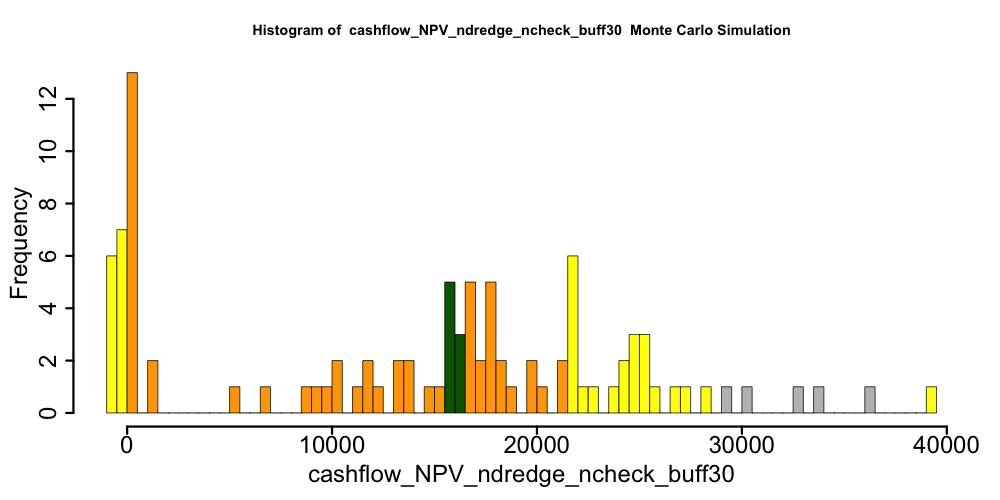 Histogram of  cashflow_NPV_ndredge_ncheck_buff30  Monte Carlo Simulation
Frequency
12
10
8
6
4
2
0
0 10000 20000 30000 40000
cashflow_NPV_ndredge_ncheck_buff30